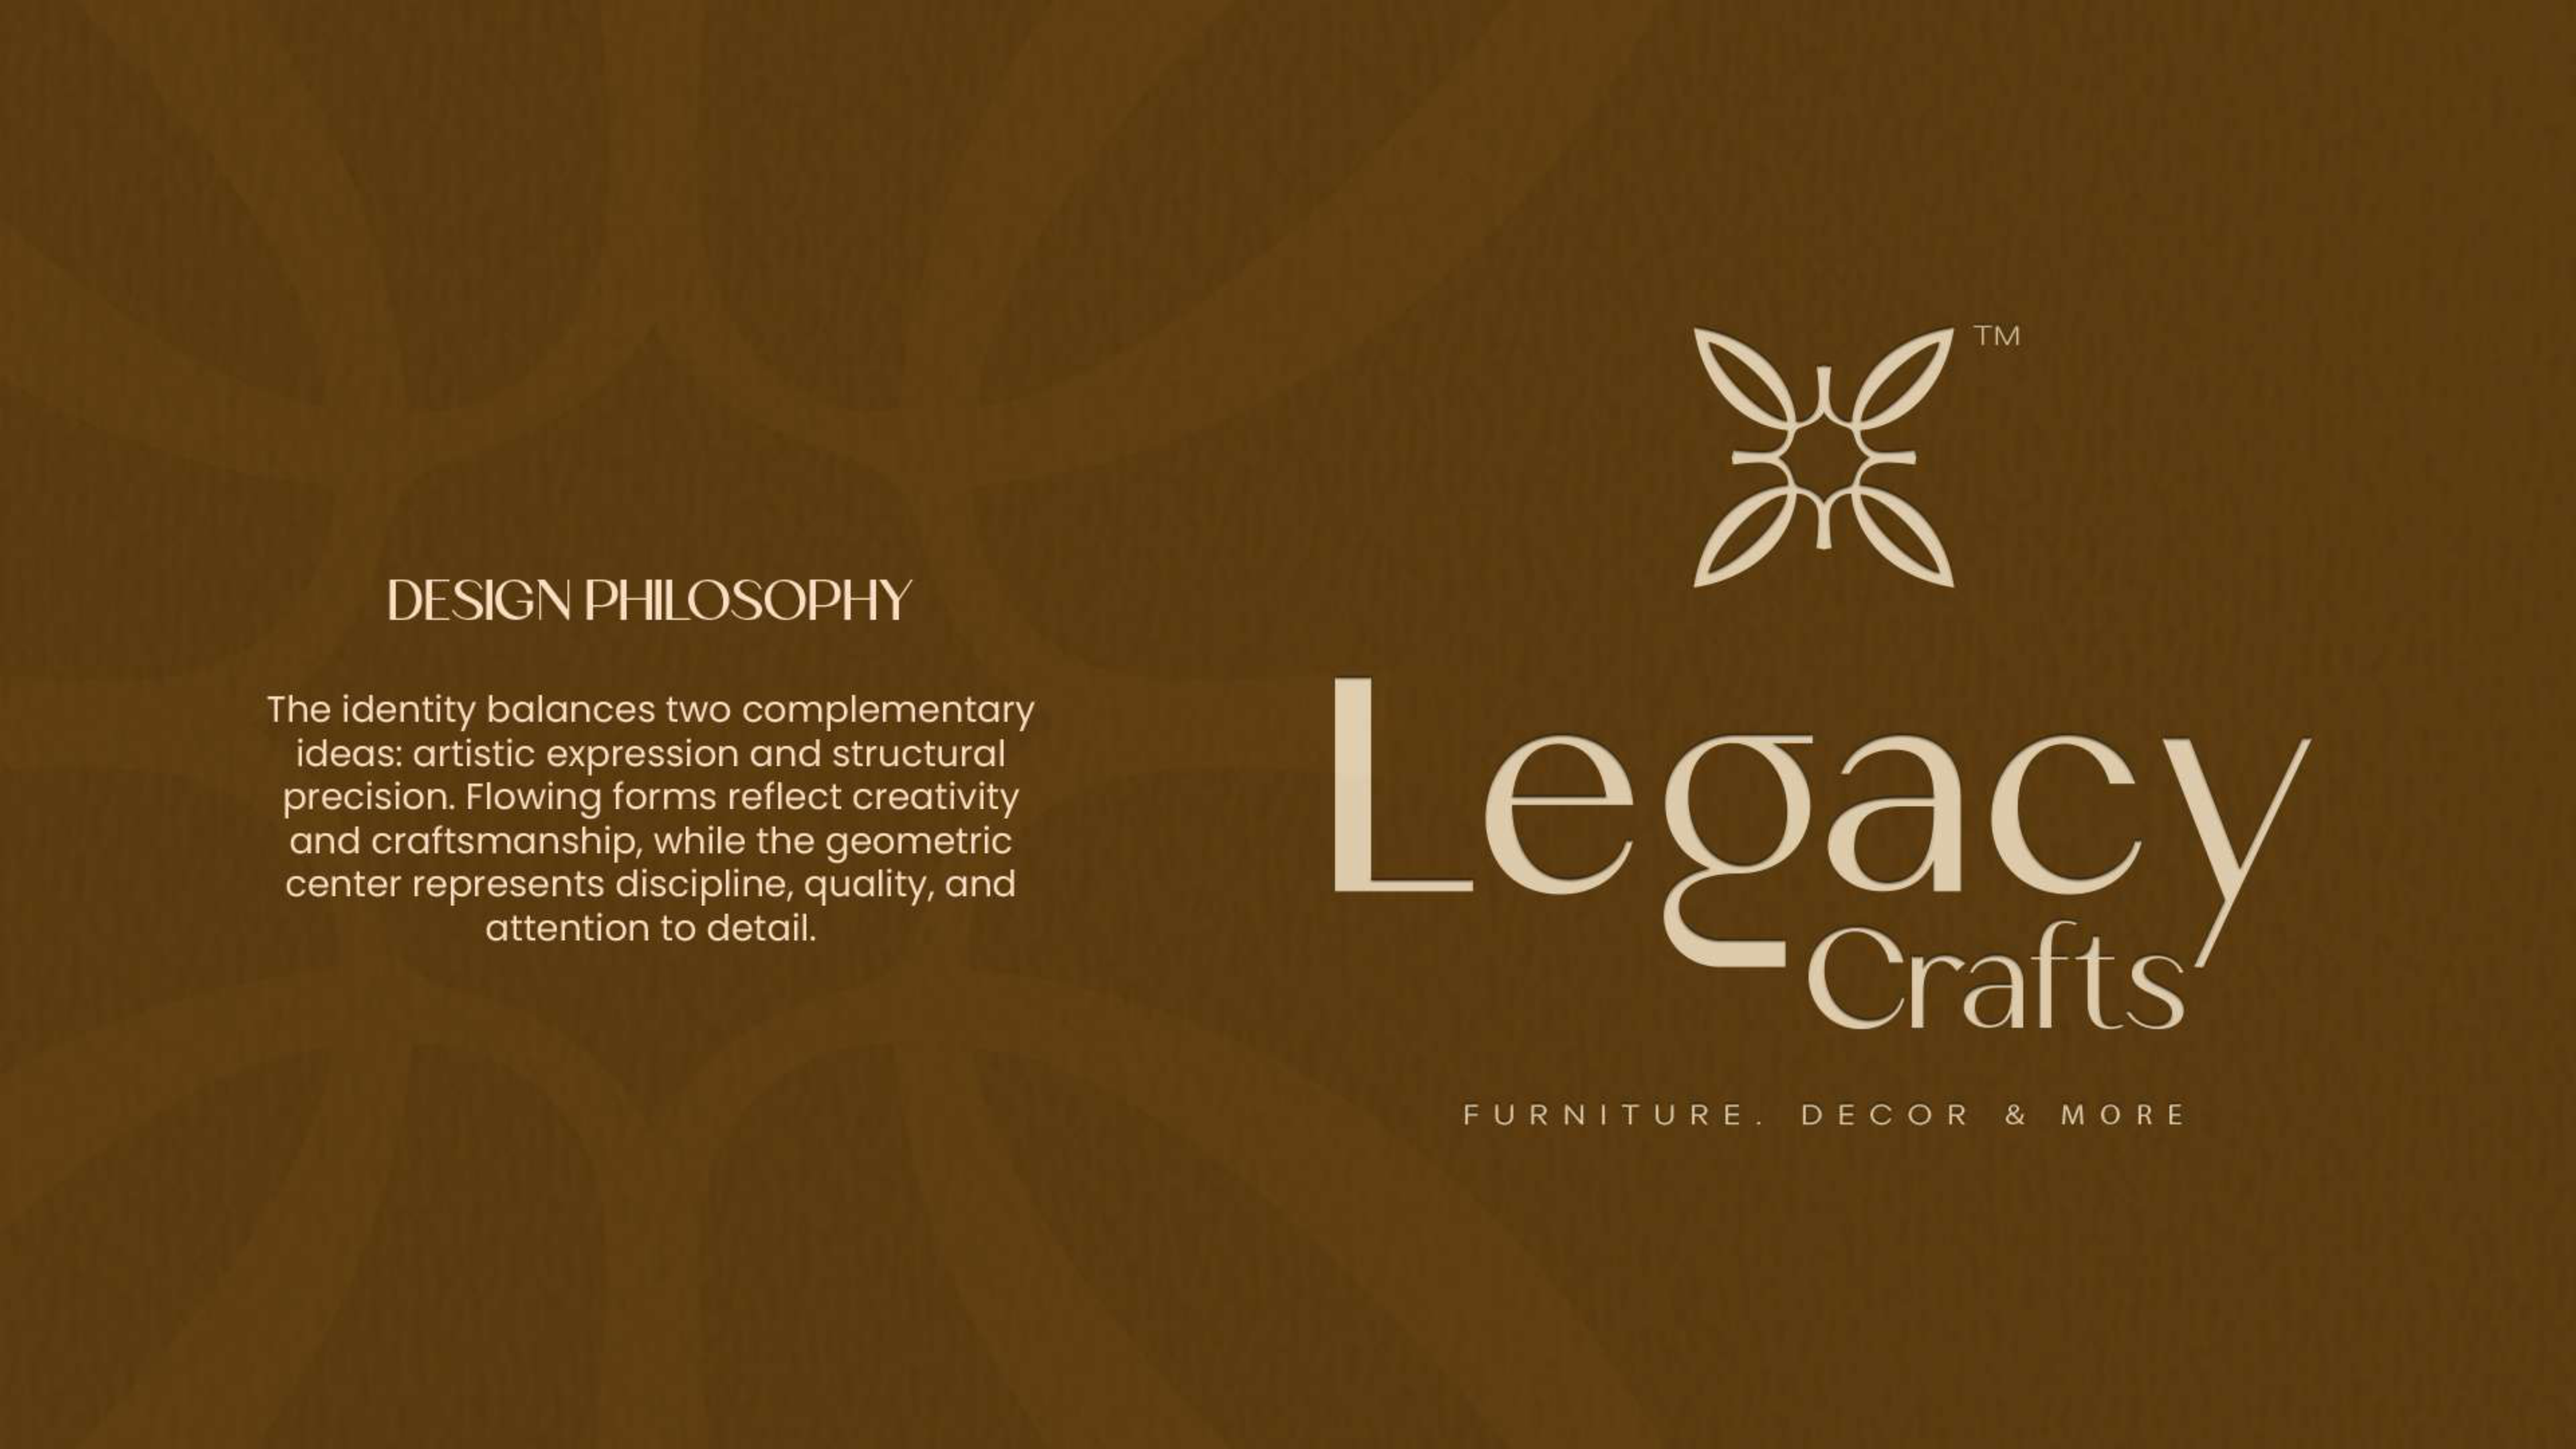 DESIGN PHILOSOPHY
The identity balances two complementary
ideas: artistic expression and structural
precision. Flowing forms reflect creativity
and craftsmanship, while the geometric
center represents discipline, quality, and
attention to detail.
TM
Legacy
Crafts
FURNITURE. DECOR & MORE